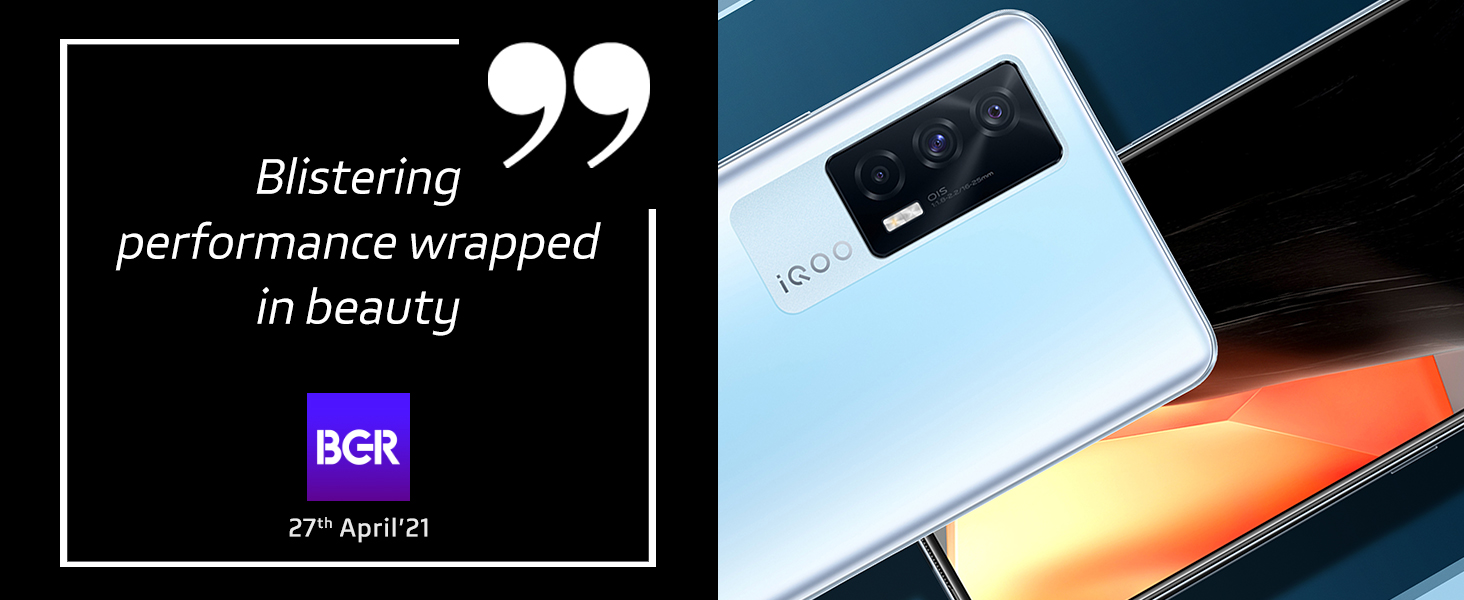 Blistering
performance wrapped
in beauty
BGR
27th April'21
iQOO
OIS